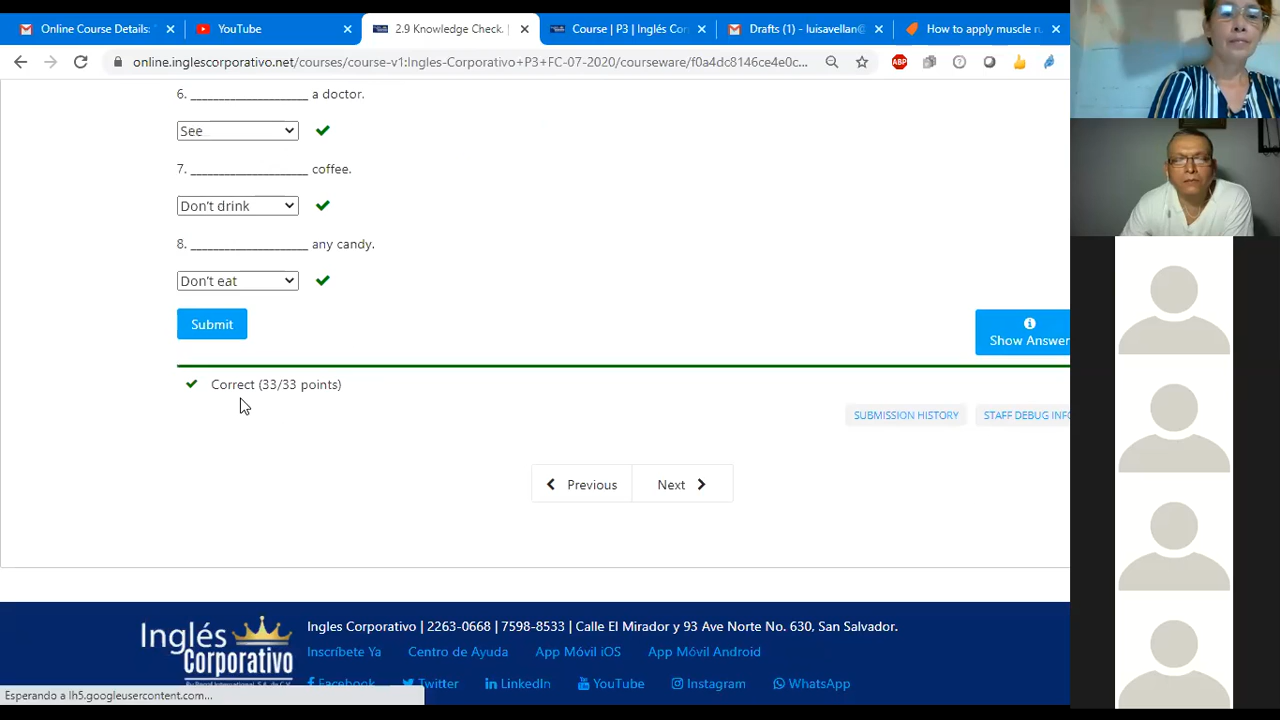 Online Course Details:
YouTube
2.9 Knowledge Check.
Course | P3 | Inglés Cor
Drafts (1) - luisavellan@
How to apply muscle r
online.inglescorporativo.net/courses/course-v1:Ingles-Corporativo+P3+FC-07-2020/courseware/f0a4dc8146ce4e0c...
ABP
6. ____________________ a doctor.
See
7. ____________________ coffee.
Don't drink
8. ____________________ any candy.
Don't eat
Submit
Show Answer
Correct (33/33 points)
SUBMISSION HISTORY
STAFF DEBUG INFO
Previous
Next
Inglés
Corporativo
Ingles Corporativo | 2263-0668 | 7598-8533 | Calle El Mirador y 93 Ave Norte No. 630, San Salvador.
Inscríbete Ya
Centro de Ayuda
App Móvil iOS
App Móvil Android
Facebook
Twitter
LinkedIn
YouTube
Instagram
WhatsApp
Esperando a lh5.googleusercontent.com...